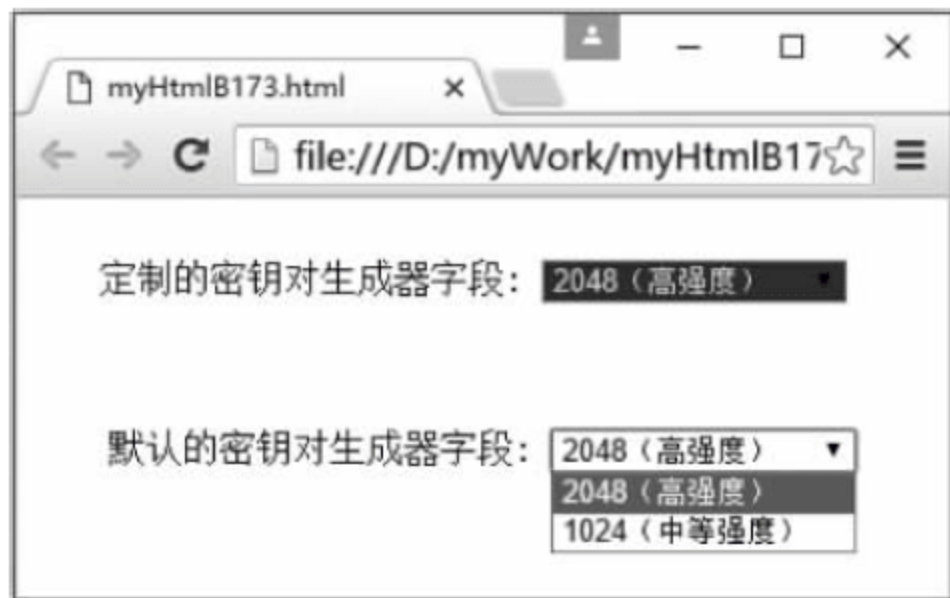 myHtmlB173.html
file:///D:/myWork/myHtmlB17
定制的密钥对生成器字段: 2048（高强度）
默认的密钥对生成器字段: 2048（高强度）
2048（高强度）
1024（中等强度）